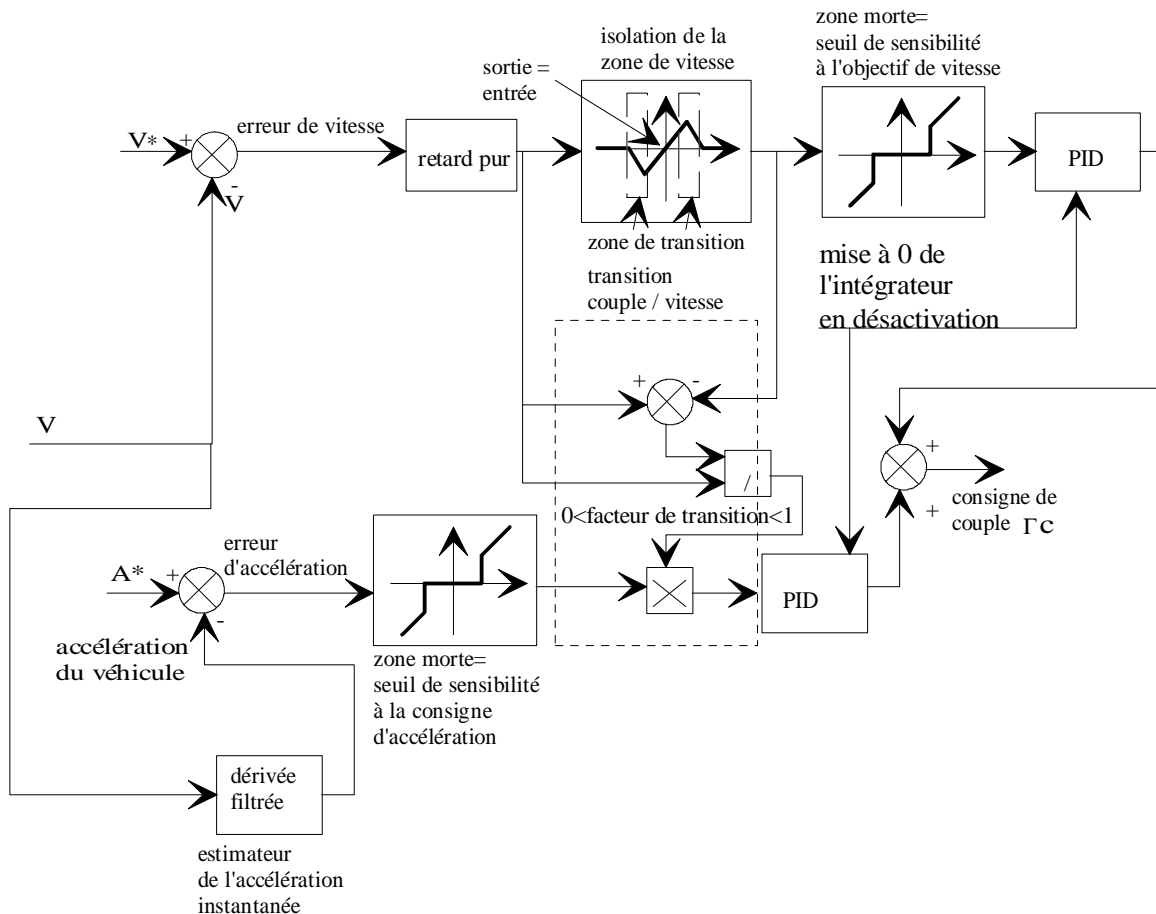 zone morte=
seuil de sensibilité
à l'objectif de vitesse
isolation de la
zone de vitesse
sortie =
entrée
erreur de vitesse
V*
+
-
V
retard pur
PID
zone de transition
transition
couple / vitesse
mise à 0 de
l'intégrateur
en désactivation
+
-
V
/
+
+
consigne de
couple Γc
0<facteur de transition<1
erreur
d'accélération
A*
+
-
PID
accélération
du véhicule
zone morte=
seuil de sensibilité
à la consigne
d'accélération
dérivée
filtrée
estimateur
de l'accélération
instantanée